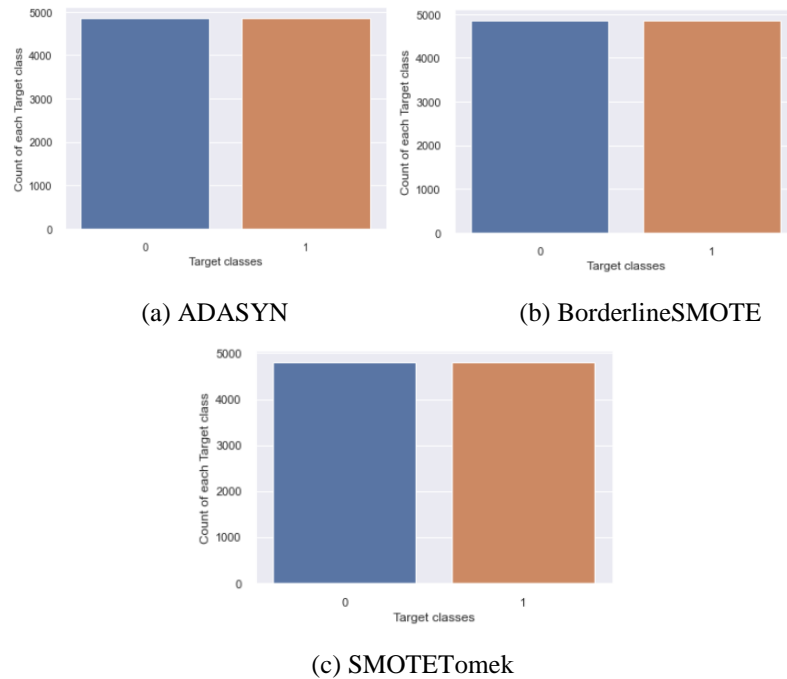 5000
4000
3000
2000
1000
0
Count of each Target class
0 1
Target classes
(a) ADASYN
5000
4000
3000
2000
1000
0
Count of each Target class
0 1
Target classes
(b) BorderlineSMOTE
5000
4000
3000
2000
1000
0
Count of each Target class
0 1
Target classes
(c) SMOTETomek